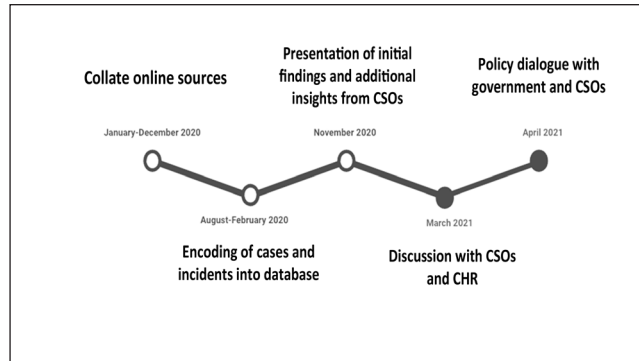 Collate online sources
January-December 2020
August-February 2020
Encoding of cases and
incidents into database
Presentation of initial
findings and additional
insights from CSOs
November 2020
March 2021
Discussion with CSOs
and CHR
Policy dialogue with
government and CSOs
April 2021